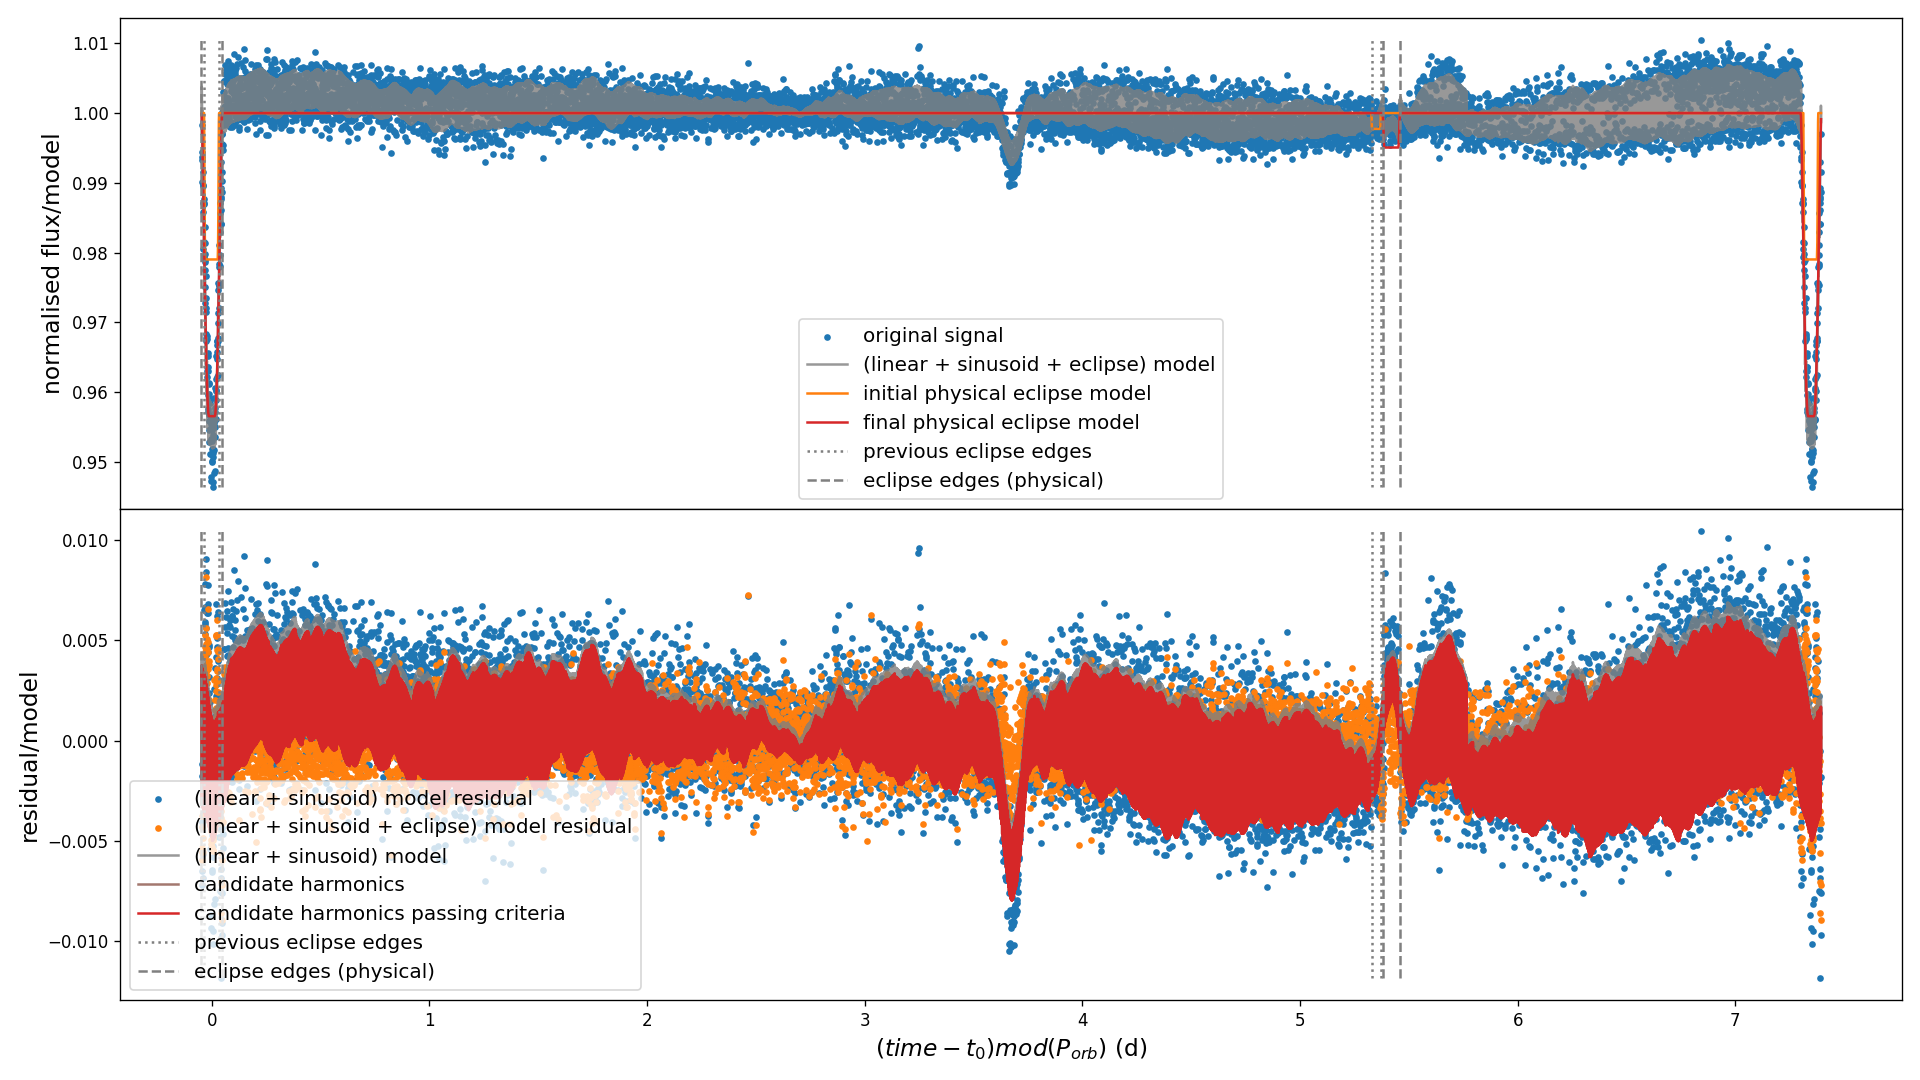 normalised flux/model
1.01
1.00
0.99
0.98
0.97
0.96
0.95
original signal
(linear + sinusoid + eclipse) model
initial physical eclipse model
final physical eclipse model
previous eclipse edges
eclipse edges (physical)
residual/model
0.010
0.005
0.000
−0.005
−0.010
(linear + sinusoid) model residual
(linear + sinusoid + eclipse) model residual
(linear + sinusoid) model
candidate harmonics
candidate harmonics passing criteria
previous eclipse edges
eclipse edges (physical)
0 1 2 3 4 5 6 7
(time − t₀)mod(P_orb) (d)